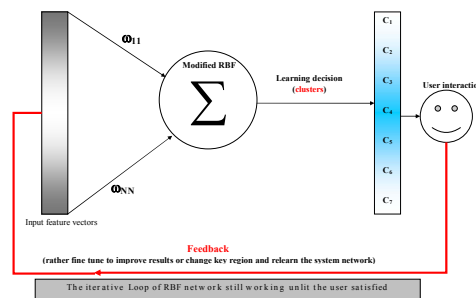 ω11
Modified RBF
Σ
ωNN
Input feature vectors
Learning decision
(clusters)
C1
C2
C3
C4
C5
C6
C7
User interactio
Feedback
(rather fine tune to improve results or change key region and relearn the system network)
The iterative Loop of RBF network still working unlit the user satisfied